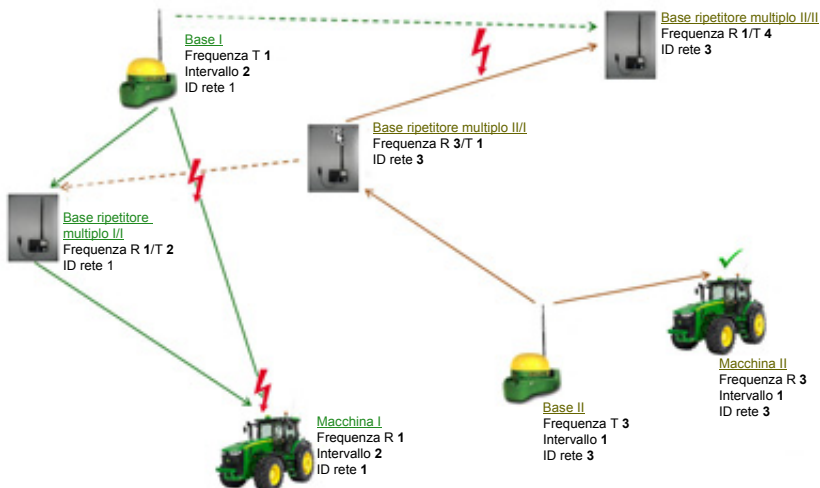 Base I
Frequenza T 1
Intervallo 2
ID rete 1
Base ripetitore multiplo II/II
Frequenza R 1/T 4
ID rete 3
Base ripetitore multiplo II/I
Frequenza R 3/T 1
ID rete 3
Base ripetitore
multiplo I/I
Frequenza R 1/T 2
ID rete 1
Macchina II
Frequenza R 3
Intervallo 1
ID rete 3
Base II
Frequenza T 3
Intervallo 1
ID rete 3
Macchina I
Frequenza R 1
Intervallo 2
ID rete 1